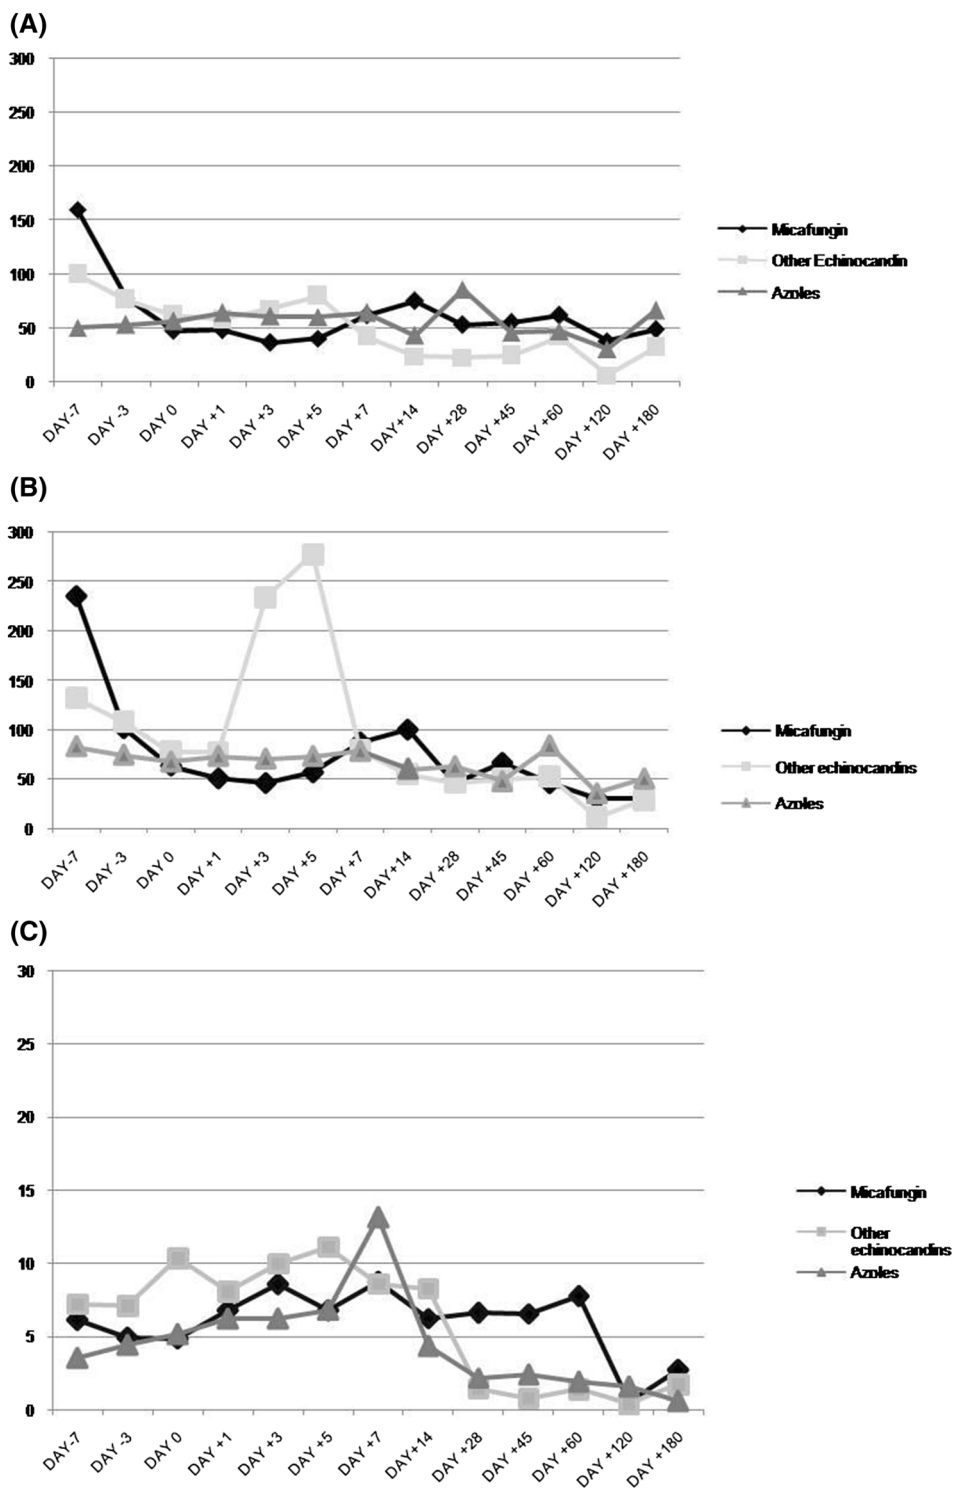 (A)
300
250
200
150
100
50
0
DAY-7 DAY -3 DAY 0 DAY +1 DAY +3 DAY +5 DAY +7 DAY+14 DAY +28 DAY +45 DAY +60 DAY +120 DAY +180
Micafungin
Other Echinocandin
Azoles
(B)
300
250
200
150
100
50
0
DAY-7 DAY -3 DAY 0 DAY +1 DAY +3 DAY +5 DAY +7 DAY+14 DAY +28 DAY +45 DAY +60 DAY +120 DAY +180
Micafungin
Other echinocandins
Azoles
(C)
30
25
20
15
10
5
0
DAY-7 DAY -3 DAY 0 DAY +1 DAY +3 DAY +5 DAY +7 DAY+14 DAY +28 DAY +45 DAY +60 DAY +120 DAY +180
Micafungin
Other
echinocandins
Azoles